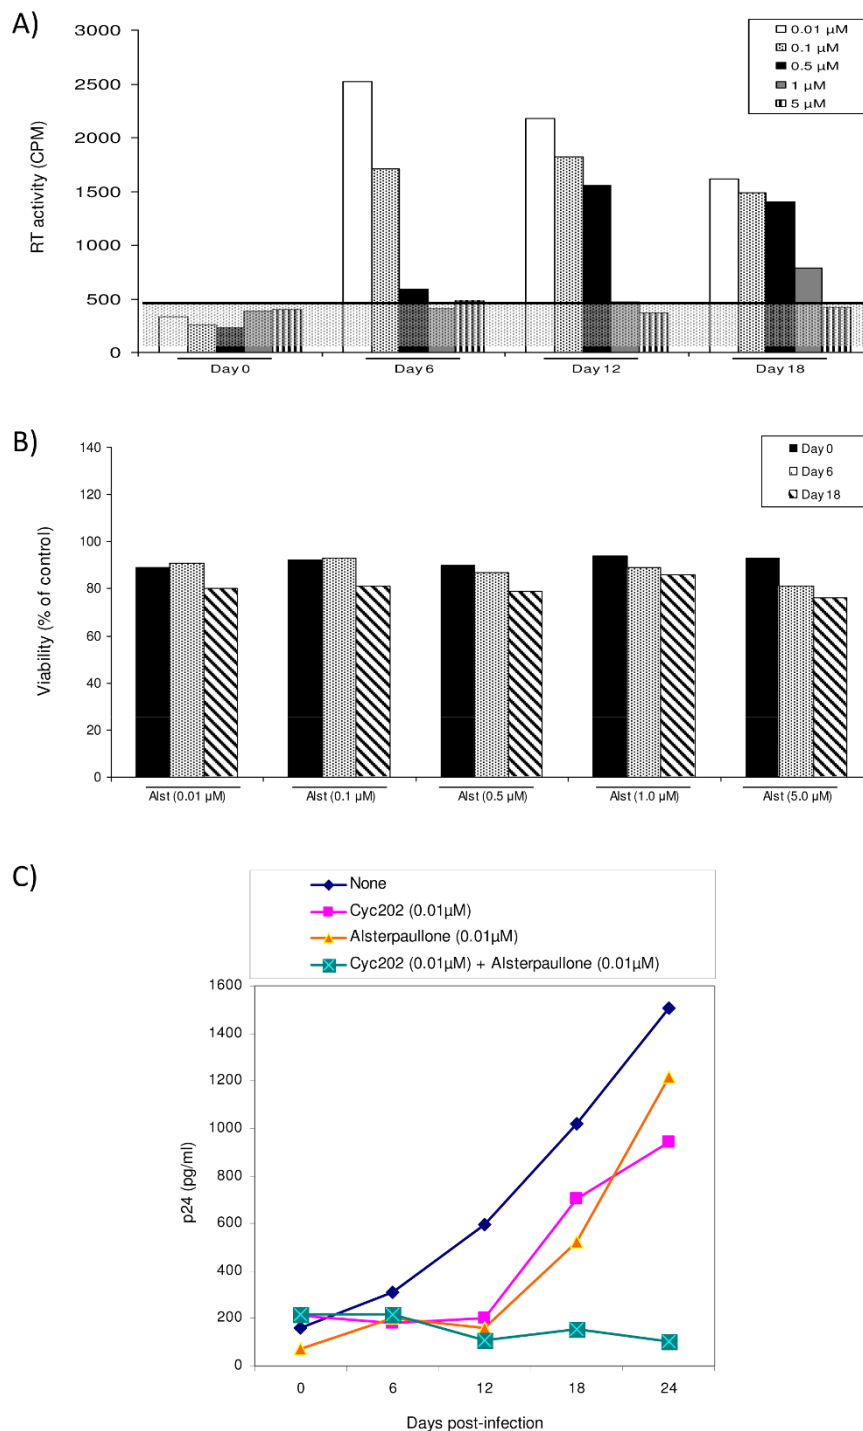 A)
3000
2500
2000
1500
1000
500
0
RT activity (CPM)
0.01 µM
0.1 µM
0.5 µM
1 µM
5 µM
Day 0
Day 6
Day 12
Day 18
B)
140
120
100
80
60
40
20
0
Viability (% of control)
Day 0
Day 6
Day 18
Alst (0.01 µM)
Alst (0.1 µM)
Alst (0.5 µM)
Alst (1.0 µM)
Alst (5.0 µM)
C)
None
Cyc202 (0.01µM)
Alsterpaullone (0.01µM)
Cyc202 (0.01µM) + Alsterpaullone (0.01µM)
1600
1400
1200
1000
800
600
400
200
0
p24 (pg/ml)
0
6
12
18
24
Days post-infection